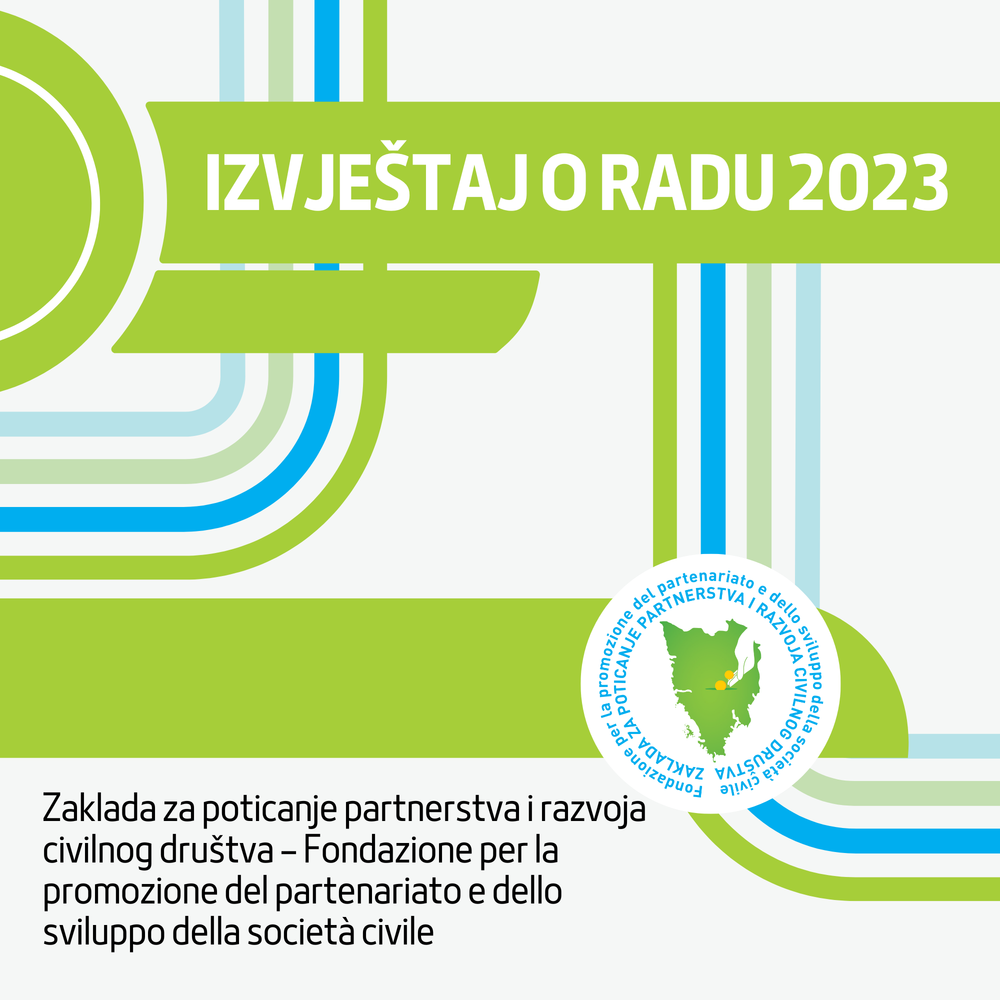 IZVJEŠTAJ O RADU 2023
Fondazione per la promozione del partenariato e dello sviluppo della società civile
ZAKLADA ZA POTICANJE PARTNERSTVA I RAZVOJA CIVILNOG DRUŠTVA
Zaklada za poticanje partnerstva i razvoja
civilnog društva – Fondazione per la
promozione del partenariato e dello
sviluppo della società civile